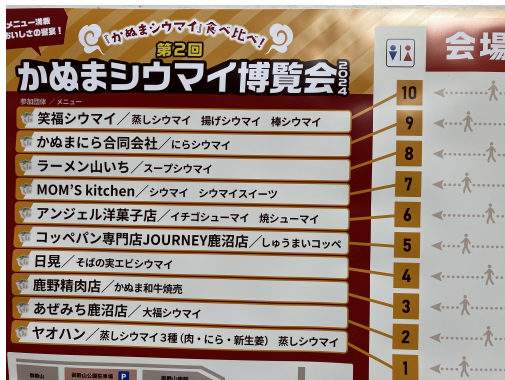 メニュー満載
おいしさの饗宴！
『かぬまシウマイ』食べ比べ！
第2回
かぬまシウマイ博覧会2024
会場
参加団体 ／ メニュー
笑福シウマイ／蒸しシウマイ　揚げシウマイ　棒シウマイ 10
かぬまにら合同会社／にらシウマイ 9
ラーメン山いち／スープシウマイ 8
MOM'S kitchen／シウマイ　シウマイスイーツ 7
アンジェル洋菓子店／イチゴシューマイ　焼シューマイ 6
コッペパン専門店JOURNEY鹿沼店／しゅうまいコッペ 5
日晃／そばの実エビシウマイ 4
鹿野精肉店／かぬま和牛焼売 3
あぜみち鹿沼店／大福シウマイ 2
ヤオハン／蒸しシウマイ3種（肉・にら・新生姜）　蒸しシウマイ 1
御殿山公園駐車場 P